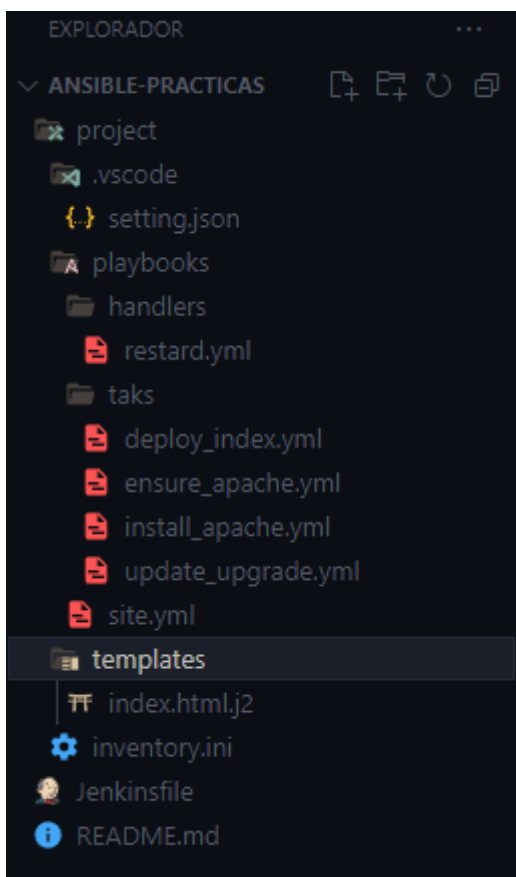 EXPLORADOR
ANSIBLE-PRACTICAS
project
.vscode
setting.json
playbooks
handlers
restard.yml
taks
deploy_index.yml
ensure_apache.yml
install_apache.yml
update_upgrade.yml
site.yml
templates
index.html.j2
inventory.ini
Jenkinsfile
README.md